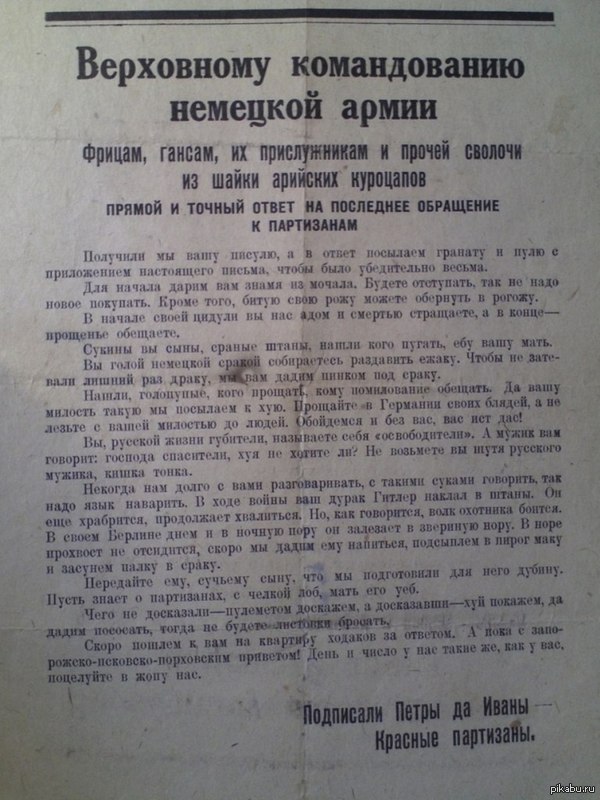 Верховному командованию
немецкой армии
Фрицам, гансам, их прислужникам и прочей сволочи
из шайки арийских куроцапов
ПРЯМОЙ И ТОЧНЫЙ ОТВЕТ НА ПОСЛЕДНЕЕ ОБРАЩЕНИЕ
К ПАРТИЗАНАМ
Получили мы вашу писулю, а в ответ посылаем гранату и пулю с
приложением настоящего письма, чтобы было убедительно весьма.
Для начала дарим вам знамя из мочала. Будете отступать, так не надо
новое покупать. Кроме того, битую свою рожу можете обернуть в рогожу.
В начале своей цидули вы нас адом и смертью стращаете, а в конце—
прощенье обещаете.
Сукины вы сыны, сраные штаны, нашли кого пугать, ебу вашу мать.
Вы голой немецкой сракой собираетесь раздавить ежаку. Чтобы не зате-
вали лишний раз драку, мы вам дадим пинком под сраку.
Нашли, голопупые, кого прощать, кому помилование обещать. Да вашу
милость такую мы посылаем к хую. Прощайте в Германии своих блядей, а не
лезьте с вашей милостью до людей. Обойдемся и без вас, вас ист дас!
Вы, русской жизни губители, называете себя «освободители». А мужик вам
говорит: господа спасители, хуя не хотите ли? Не возьмете вы шутя русского
мужика, кишка тонка.
Некогда нам долго с вами разговаривать, с такими суками говорить, так
надо язык наварить. В ходе войны ваш дурак Гитлер наклал в штаны. Он
еще храбрится, продолжает хвалиться. Но, как говорится, волк охотника боится.
В своем Берлине днем и в ночную пору он залезает в звериную нору. В норе
прохвост не отсидится, скоро мы дадим ему напиться, подсыплем в пирог маку
и засунем палку в сраку.
Передайте ему, сучьему сыну, что мы подготовили для него дубину.
Пусть знает о партизанах, с челкой лоб, мать его уеб.
Чего не досказали—пулеметом доскажем, а досказавши—хуй покажем, да
дадим пососать, тогда не будете листовки бросать.
Скоро пошлем к вам на квартиру ходаков за ответом. А пока с запо-
рожско-псковско-порховским приветом! День и число у нас такие же, как у вас,
поцелуйте в жопу нас.
Подписали Петры да Иваны—
Красные партизаны.
pikabu.ru